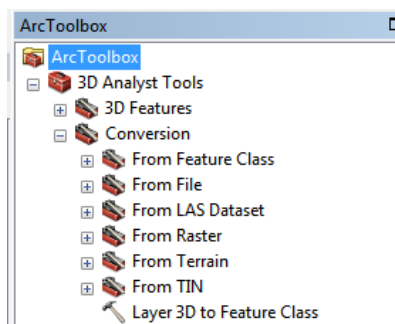 ArcToolbox
ArcToolbox
3D Analyst Tools
3D Features
Conversion
From Feature Class
From File
From LAS Dataset
From Raster
From Terrain
From TIN
Layer 3D to Feature Class